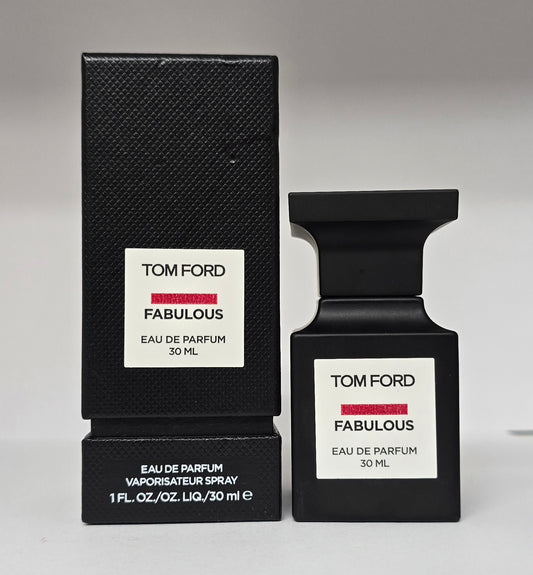 TOM FORD
FABULOUS
EAU DE PARFUM
30 ML
EAU DE PARFUM
VAPORISATEUR SPRAY
1 FL. OZ./OZ. LIQ./30 ml ℮
TOM FORD
FABULOUS
EAU DE PARFUM
30 ML